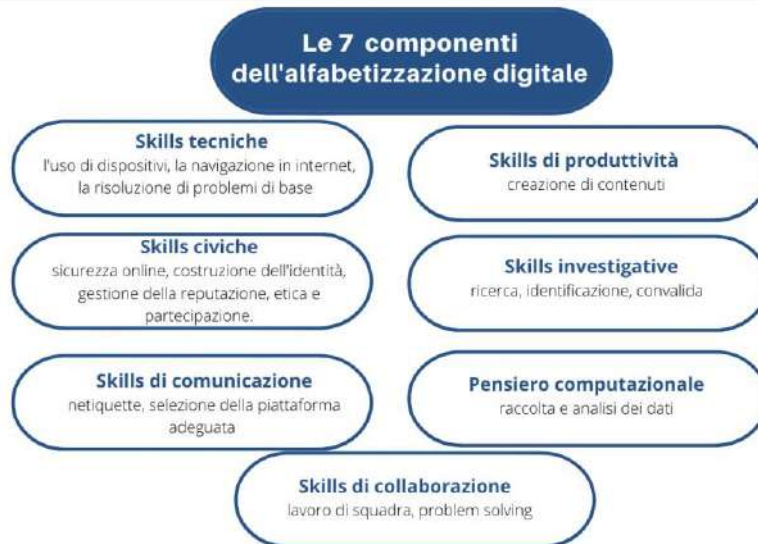 Le 7 componenti
dell'alfabetizzazione digitale
Skills tecniche
l'uso di dispositivi, la navigazione in internet,
la risoluzione di problemi di base
Skills di produttività
creazione di contenuti
Skills civiche
sicurezza online, costruzione dell'identità,
gestione della reputazione, etica e
partecipazione.
Skills investigative
ricerca, identificazione, convalida
Skills di comunicazione
netiquette, selezione della piattaforma
adeguata
Pensiero computazionale
raccolta e analisi dei dati
Skills di collaborazione
lavoro di squadra, problem solving